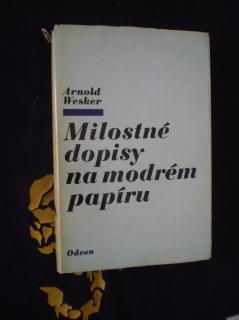 Arnold
Wesker
Milostné
dopisy
na modrém
papíru
Odeon